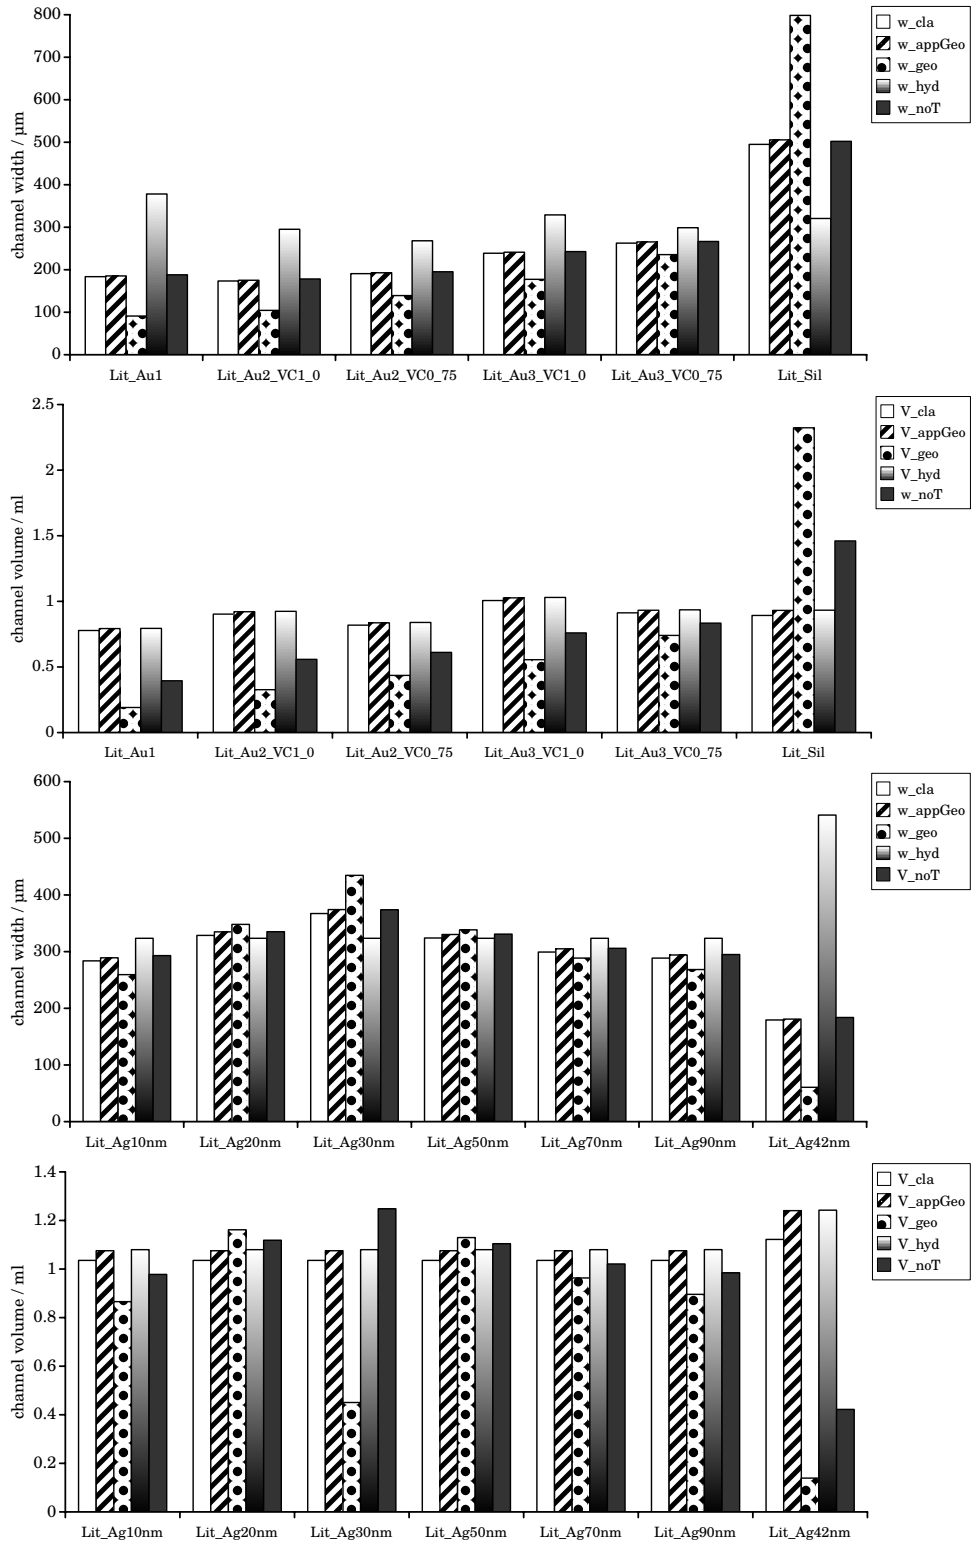 800
700
600
500
400
300
200
100
0
channel width / µm
Lit_Au1 Lit_Au2_VC1_0 Lit_Au2_VC0_75 Lit_Au3_VC1_0 Lit_Au3_VC0_75 Lit_Sil
w_cla
w_appGeo
w_geo
w_hyd
w_noT
2.5
2
1.5
1
0.5
0
channel volume / ml
Lit_Au1 Lit_Au2_VC1_0 Lit_Au2_VC0_75 Lit_Au3_VC1_0 Lit_Au3_VC0_75 Lit_Sil
V_cla
V_appGeo
V_geo
V_hyd
w_noT
600
500
400
300
200
100
0
channel width / µm
Lit_Ag10nm Lit_Ag20nm Lit_Ag30nm Lit_Ag50nm Lit_Ag70nm Lit_Ag90nm Lit_Ag42nm
w_cla
w_appGeo
w_geo
w_hyd
V_noT
1.4
1.2
1
0.8
0.6
0.4
0.2
0
channel volume / ml
Lit_Ag10nm Lit_Ag20nm Lit_Ag30nm Lit_Ag50nm Lit_Ag70nm Lit_Ag90nm Lit_Ag42nm
V_cla
V_appGeo
V_geo
V_hyd
V_noT